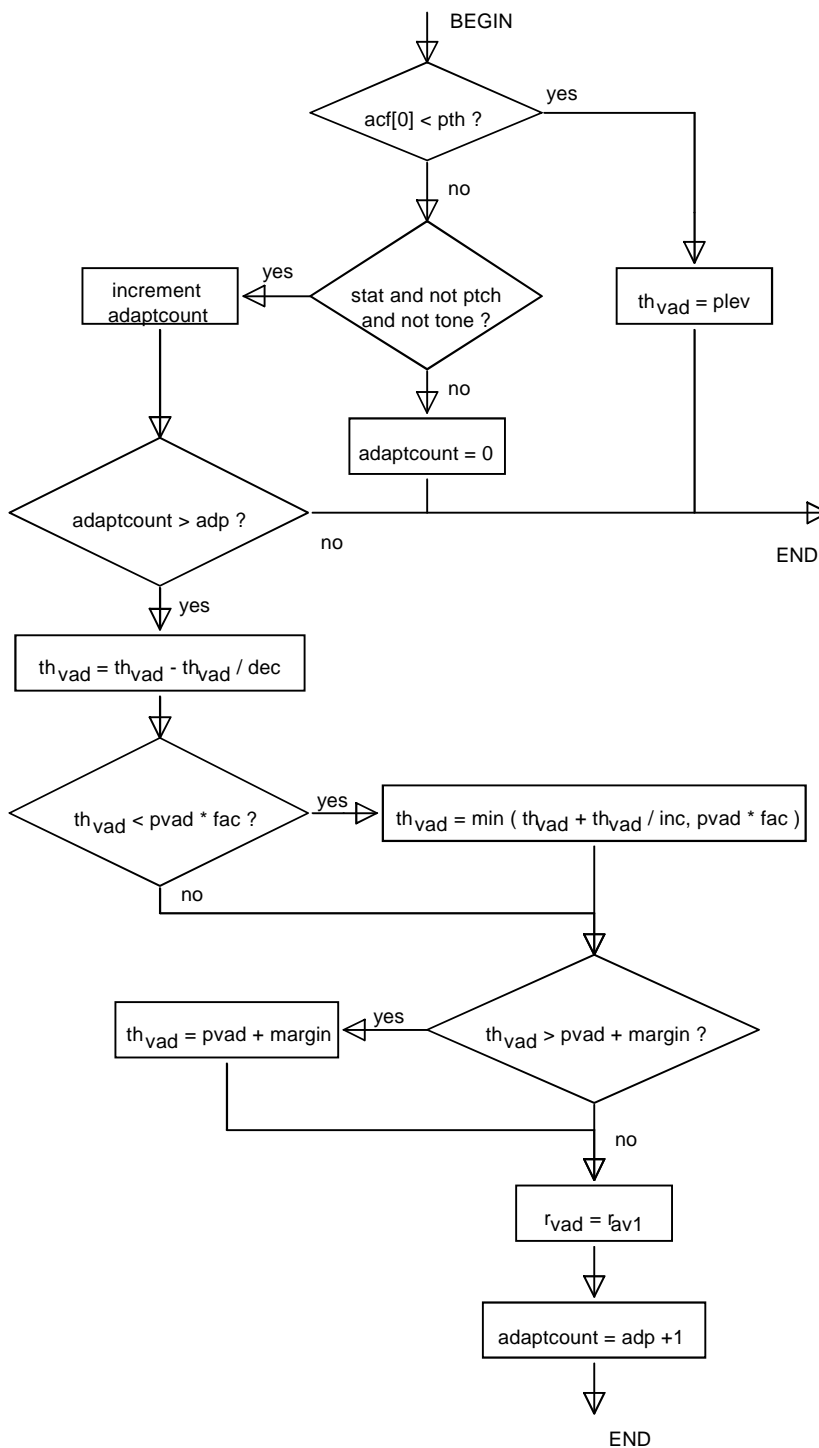 BEGIN
acf[0] < pth ?
yes
no
stat and not ptch
and not tone ?
yes
increment
adaptcount
th_vad = plev
no
adaptcount = 0
adaptcount > adp ?
no
END
yes
th_vad = th_vad - th_vad / dec
th_vad < pvad * fac ?
yes
th_vad = min ( th_vad + th_vad / inc, pvad * fac )
no
th_vad > pvad + margin ?
yes
th_vad = pvad + margin
no
r_vad = r_av1
adaptcount = adp +1
END